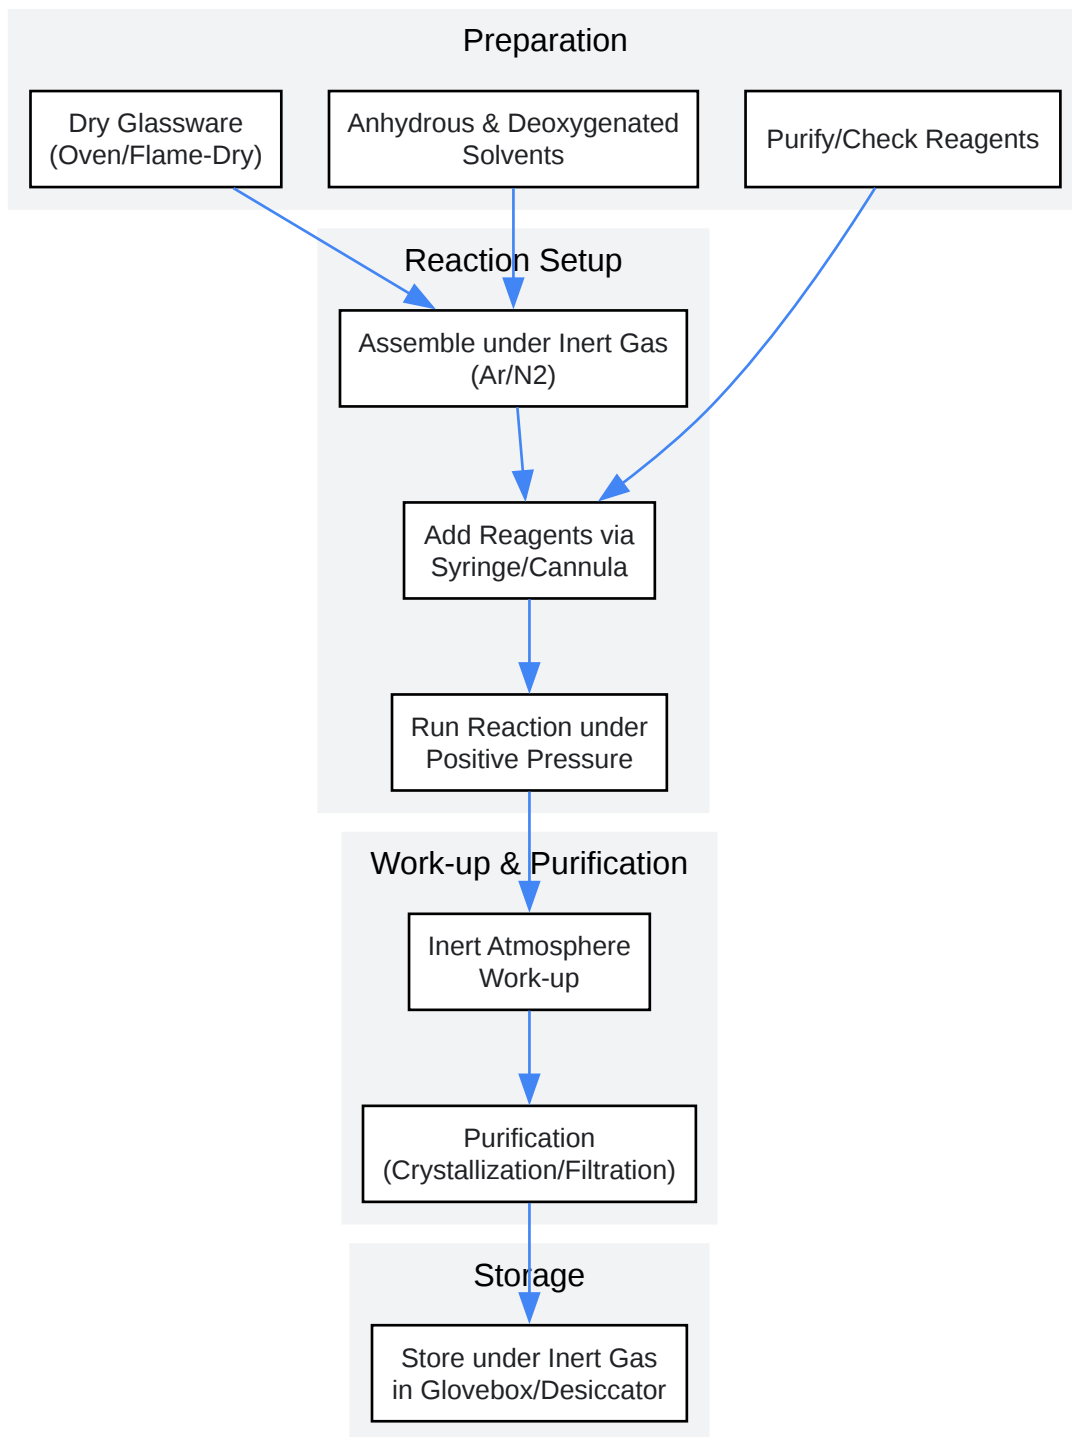 Preparation
Dry Glassware
(Oven/Flame-Dry)
Anhydrous & Deoxygenated
Solvents
Purify/Check Reagents
Reaction Setup
Assemble under Inert Gas
(Ar/N2)
Add Reagents via
Syringe/Cannula
Run Reaction under
Positive Pressure
Work-up & Purification
Inert Atmosphere
Work-up
Purification
(Crystallization/Filtration)
Storage
Store under Inert Gas
in Glovebox/Desiccator